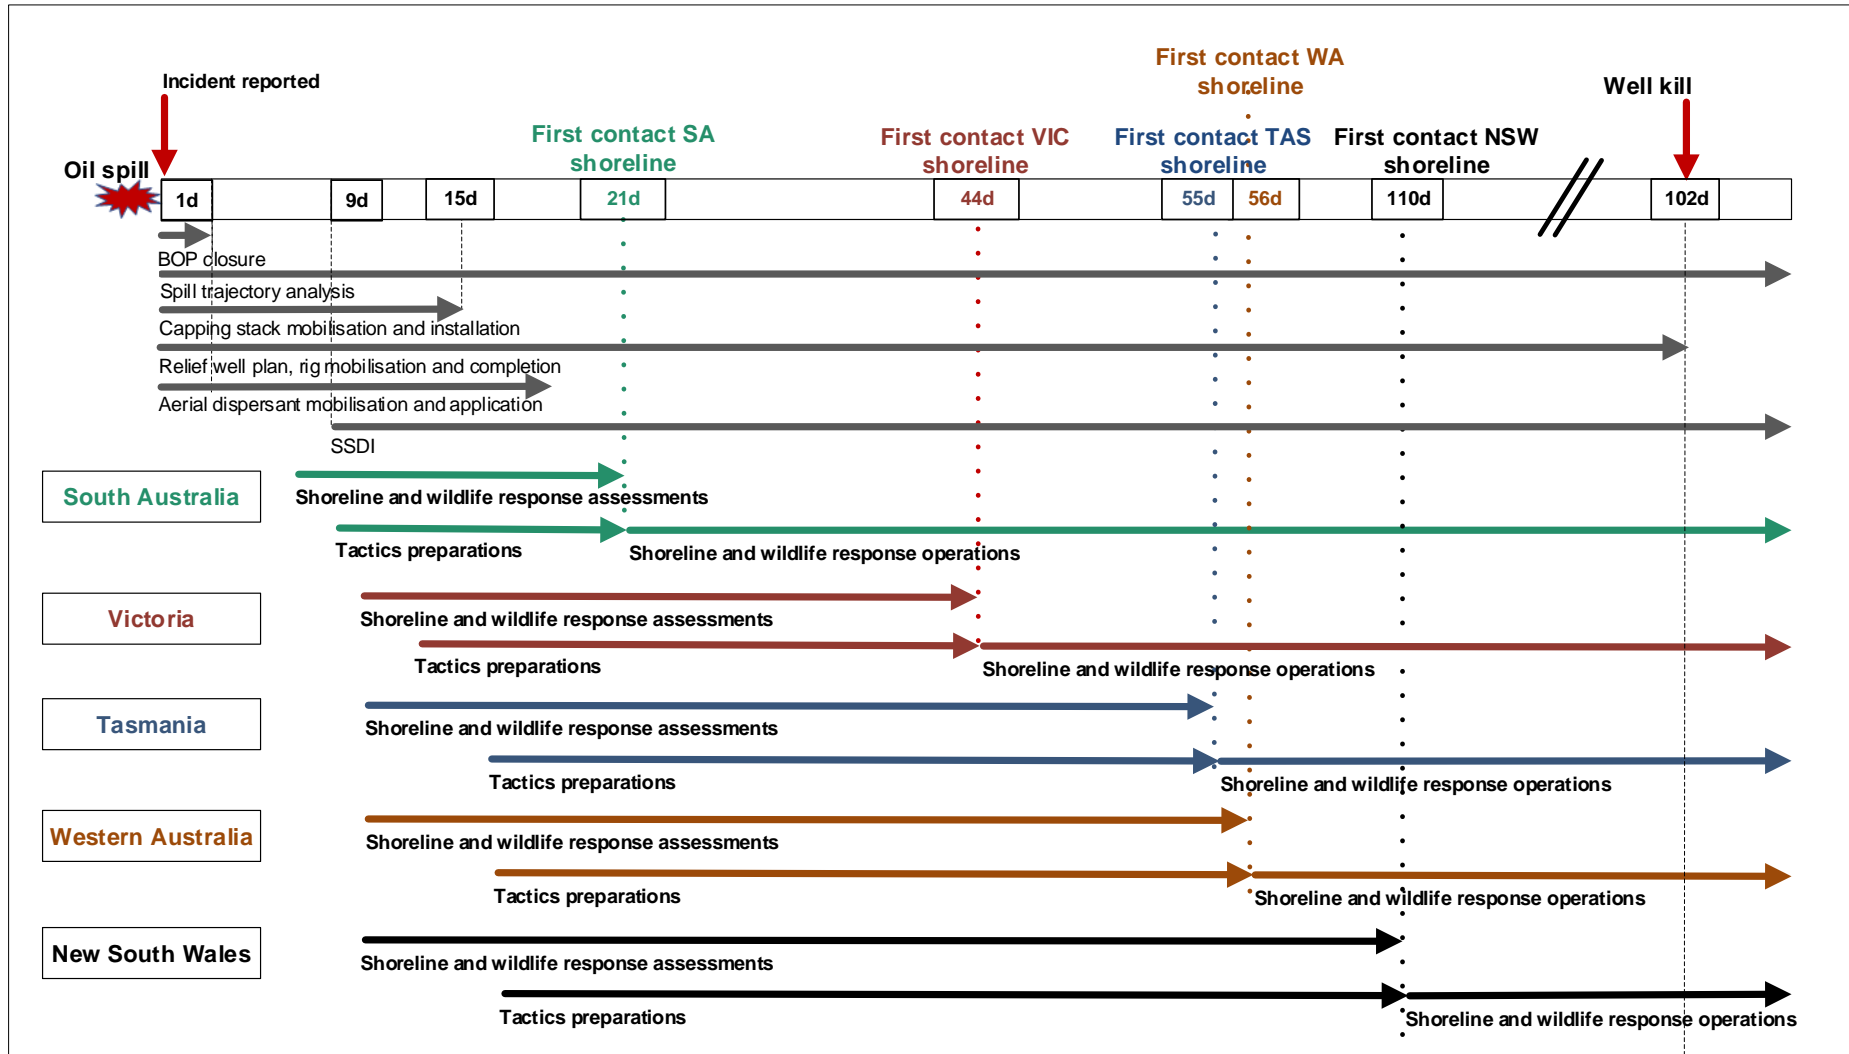 First contact WA
shoreline
Incident reported
Well kill
First contact SA
shoreline
First contact VIC
shoreline
First contact TAS
shoreline
First contact NSW
shoreline
Oil spill
1d
9d
15d
21d
44d
55d
56d
110d
102d
BOP closure
Spill trajectory analysis
Capping stack mobilisation and installation
Relief well plan, rig mobilisation and completion
Aerial dispersant mobilisation and application
SSDI
South Australia
Shoreline and wildlife response assessments
Tactics preparations
Shoreline and wildlife response operations
Victoria
Shoreline and wildlife response assessments
Tactics preparations
Shoreline and wildlife response operations
Tasmania
Shoreline and wildlife response assessments
Tactics preparations
Shoreline and wildlife response operations
Western Australia
Shoreline and wildlife response assessments
Tactics preparations
Shoreline and wildlife response operations
New South Wales
Shoreline and wildlife response assessments
Tactics preparations
Shoreline and wildlife response operations